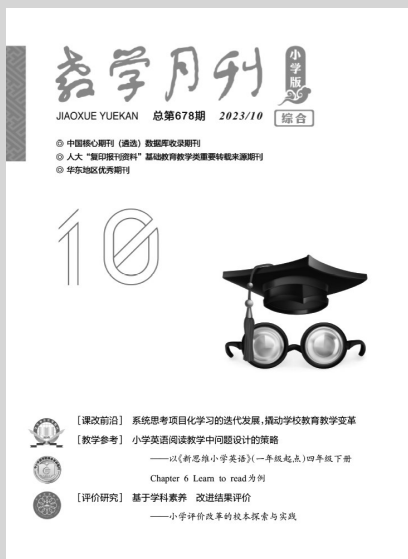 教学月刊
小学版
综合
JIAOXUE YUEKAN 总第678期 2023/10
◎ 中国核心期刊（遴选）数据库收录期刊
◎ 人大“复印报刊资料”基础教育教学类重要转载来源期刊
◎ 华东地区优秀期刊
10
[课改前沿] 系统思考项目化学习的迭代发展,撬动学校教育教学变革
[教学参考] 小学英语阅读教学中问题设计的策略
——以《新思维小学英语》(一年级起点)四年级下册
Chapter 6 Learn to read为例
[评价研究] 基于学科素养 改进结果评价
——小学评价改革的校本探索与实践